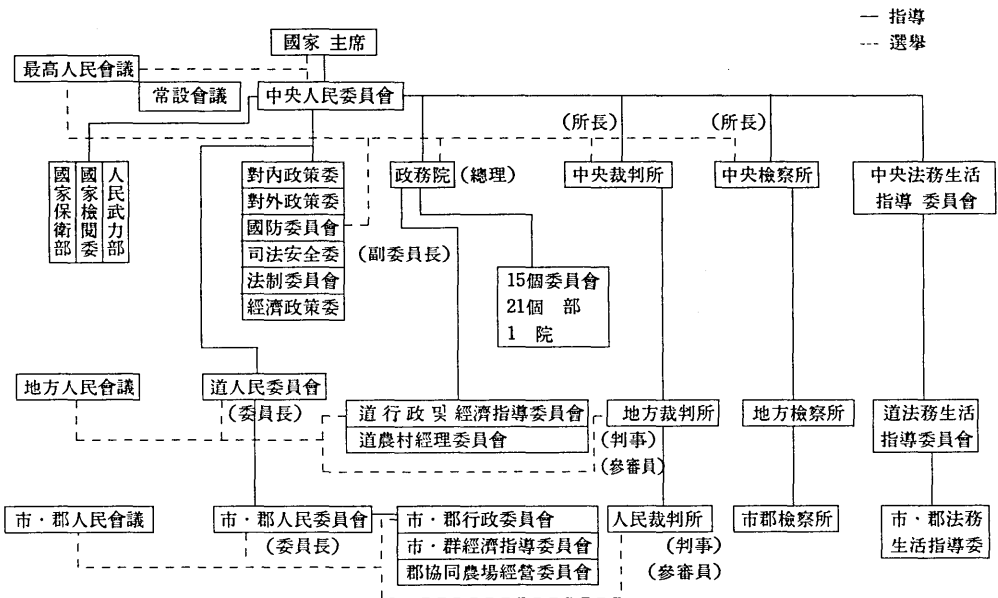 — 指導
--- 選擧
國家 主席
最高人民會議
常設會議
中央人民委員會
(所長)
(所長)
國家保衛部
國家檢閱委
人民武力部
對內政策委
對外政策委
國防委員會
司法安全委
法制委員會
經濟政策委
(副委員長)
政務院
(總理)
15個委員會
21個 部
1 院
中央裁判所
中央檢察所
中央法務生活
指導 委員會
地方人民會議
道人民委員會
(委員長)
道 行 政 및 經濟指導委員會
道農村經理委員會
地方裁判所
(判事)
(參審員)
地方檢察所
道法務生活
指導委員會
市·郡人民會議
市·郡人民委員會
(委員長)
市·郡行政委員會
市·群經濟指導委員會
郡協同農場經營委員會
人民裁判所
(判事)
(參審員)
市郡檢察所
市·郡法務
生活指導委